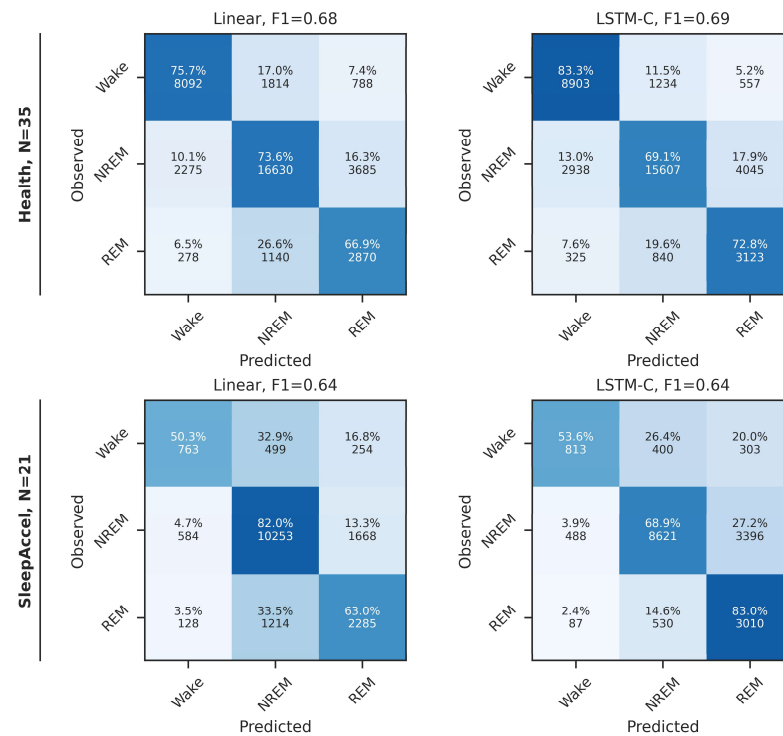 Linear, F1=0.68
LSTM-C, F1=0.69
Health, N=35
Observed
Wake
75.7% 17.0% 7.4%
8092 1814 788
NREM
10.1% 73.6% 16.3%
2275 16630 3685
REM
6.5% 26.6% 66.9%
278 1140 2870
Wake NREM REM
Predicted
Observed
Wake
83.3% 11.5% 5.2%
8903 1234 557
NREM
13.0% 69.1% 17.9%
2938 15607 4045
REM
7.6% 19.6% 72.8%
325 840 3123
Wake NREM REM
Predicted
Linear, F1=0.64
LSTM-C, F1=0.64
SleepAccel, N=21
Observed
Wake
50.3% 32.9% 16.8%
763 499 254
NREM
4.7% 82.0% 13.3%
584 10253 1668
REM
3.5% 33.5% 63.0%
128 1214 2285
Wake NREM REM
Predicted
Observed
Wake
53.6% 26.4% 20.0%
813 400 303
NREM
3.9% 68.9% 27.2%
488 8621 3396
REM
2.4% 14.6% 83.0%
87 530 3010
Wake NREM REM
Predicted